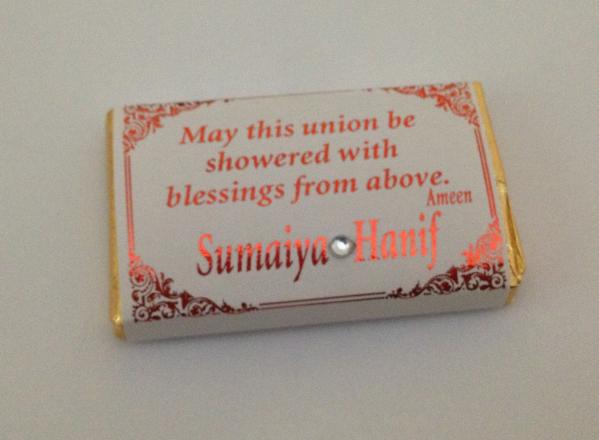 May this union be
showered with
blessings from above.
Ameen
Sumaiya Hanif